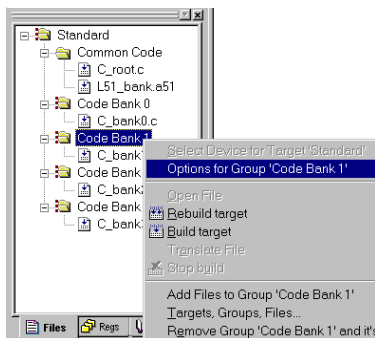 Standard
Common Code
C_root.c
L51_bank.a51
Code Bank 0
C_bank0.c
Code Bank 1
C_bank
Code Bank
C_bank
Code Bank
C_bank
Select Device for Target 'Standard'
Options for Group 'Code Bank 1'
Open File
Rebuild target
Build target
Translate File
Stop build
Add Files to Group 'Code Bank 1'
Targets, Groups, Files...
Remove Group 'Code Bank 1' and it's
Files Regs